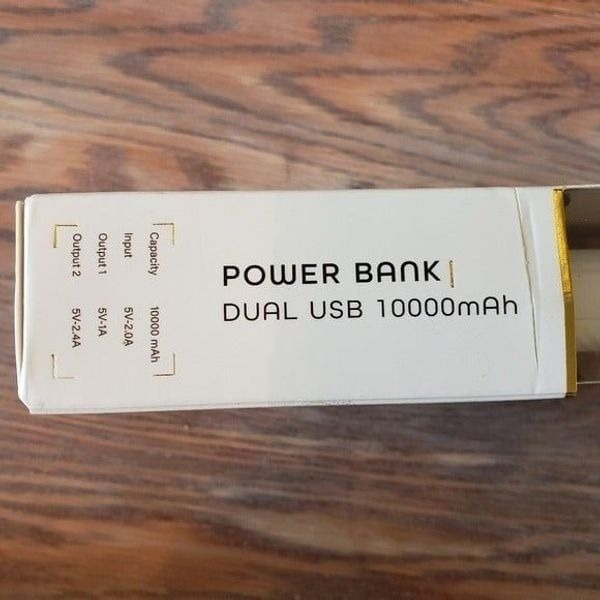 POWER BANK
DUAL USB 10000mAh
Capacity 10000 mAh
Input 5V-2.0A
Output 1 5V-1A
Output 2 5V-2.4A